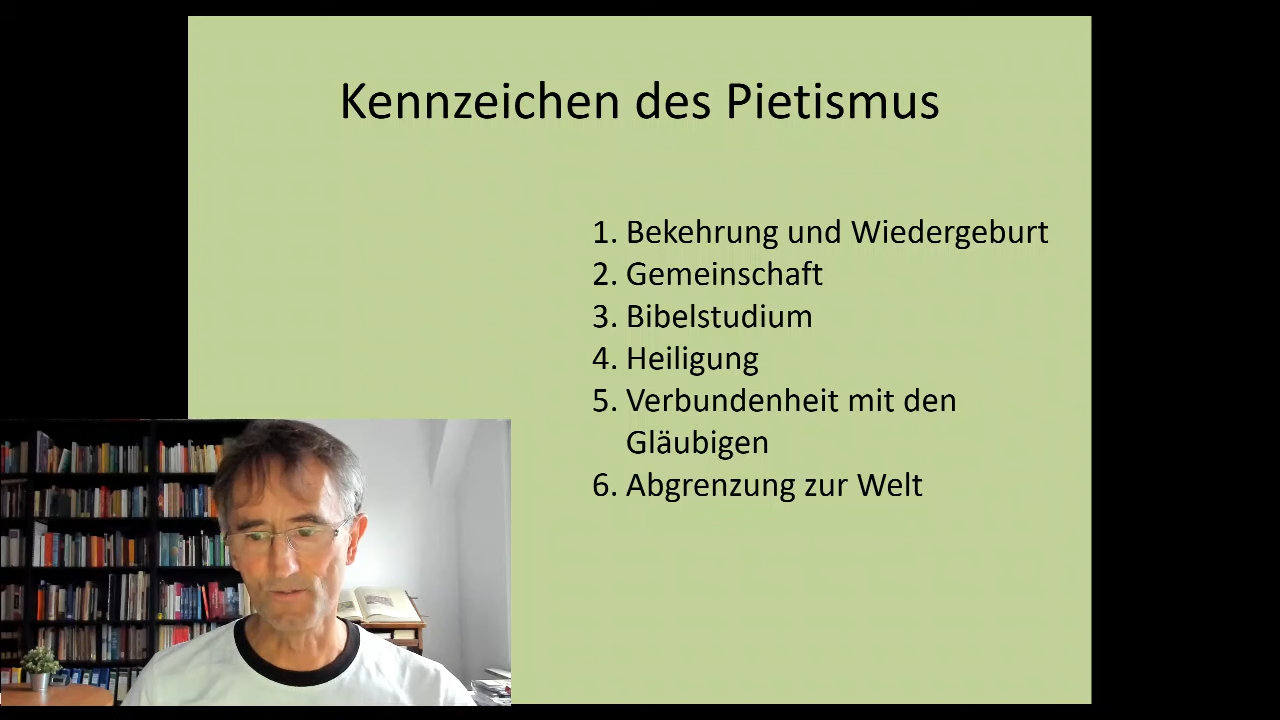 Kennzeichen des Pietismus
1. Bekehrung und Wiedergeburt
2. Gemeinschaft
3. Bibelstudium
4. Heiligung
5. Verbundenheit mit den
Gläubigen
6. Abgrenzung zur Welt